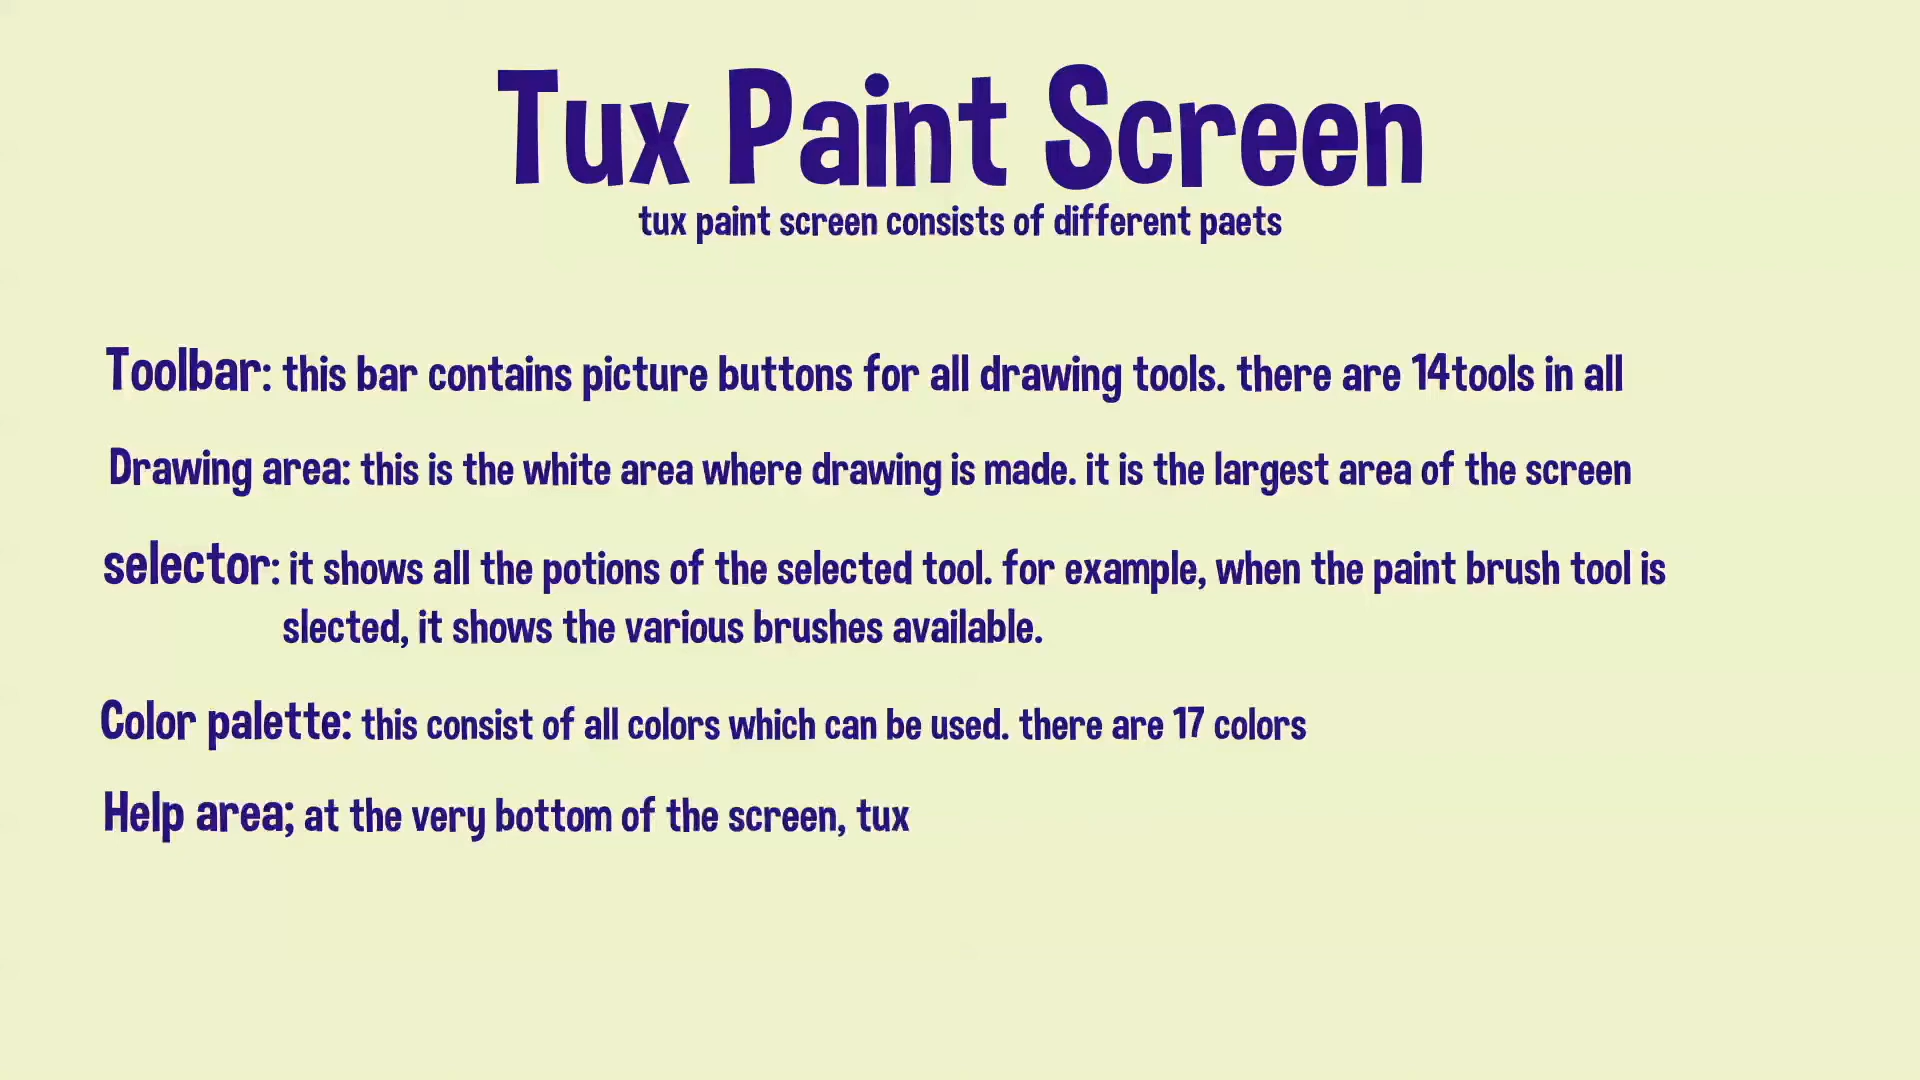 Tux Paint Screen
tux paint screen consists of different paets
Toolbar: this bar contains picture buttons for all drawing tools. there are 14tools in all
Drawing area: this is the white area where drawing is made. it is the largest area of the screen
selector: it shows all the potions of the selected tool. for example, when the paint brush tool is
slected, it shows the various brushes available.
Color palette: this consist of all colors which can be used. there are 17 colors
Help area; at the very bottom of the screen, tux